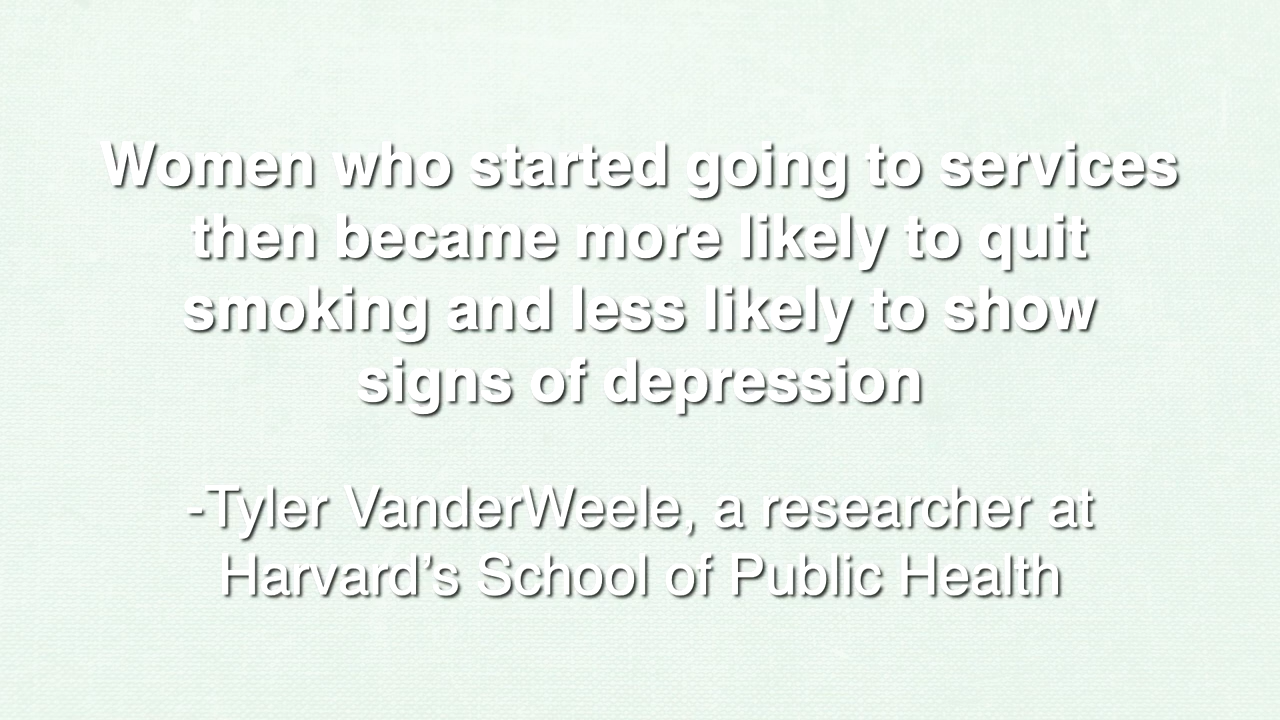 Women who started going to services
then became more likely to quit
smoking and less likely to show
signs of depression
-Tyler VanderWeele, a researcher at
Harvard’s School of Public Health